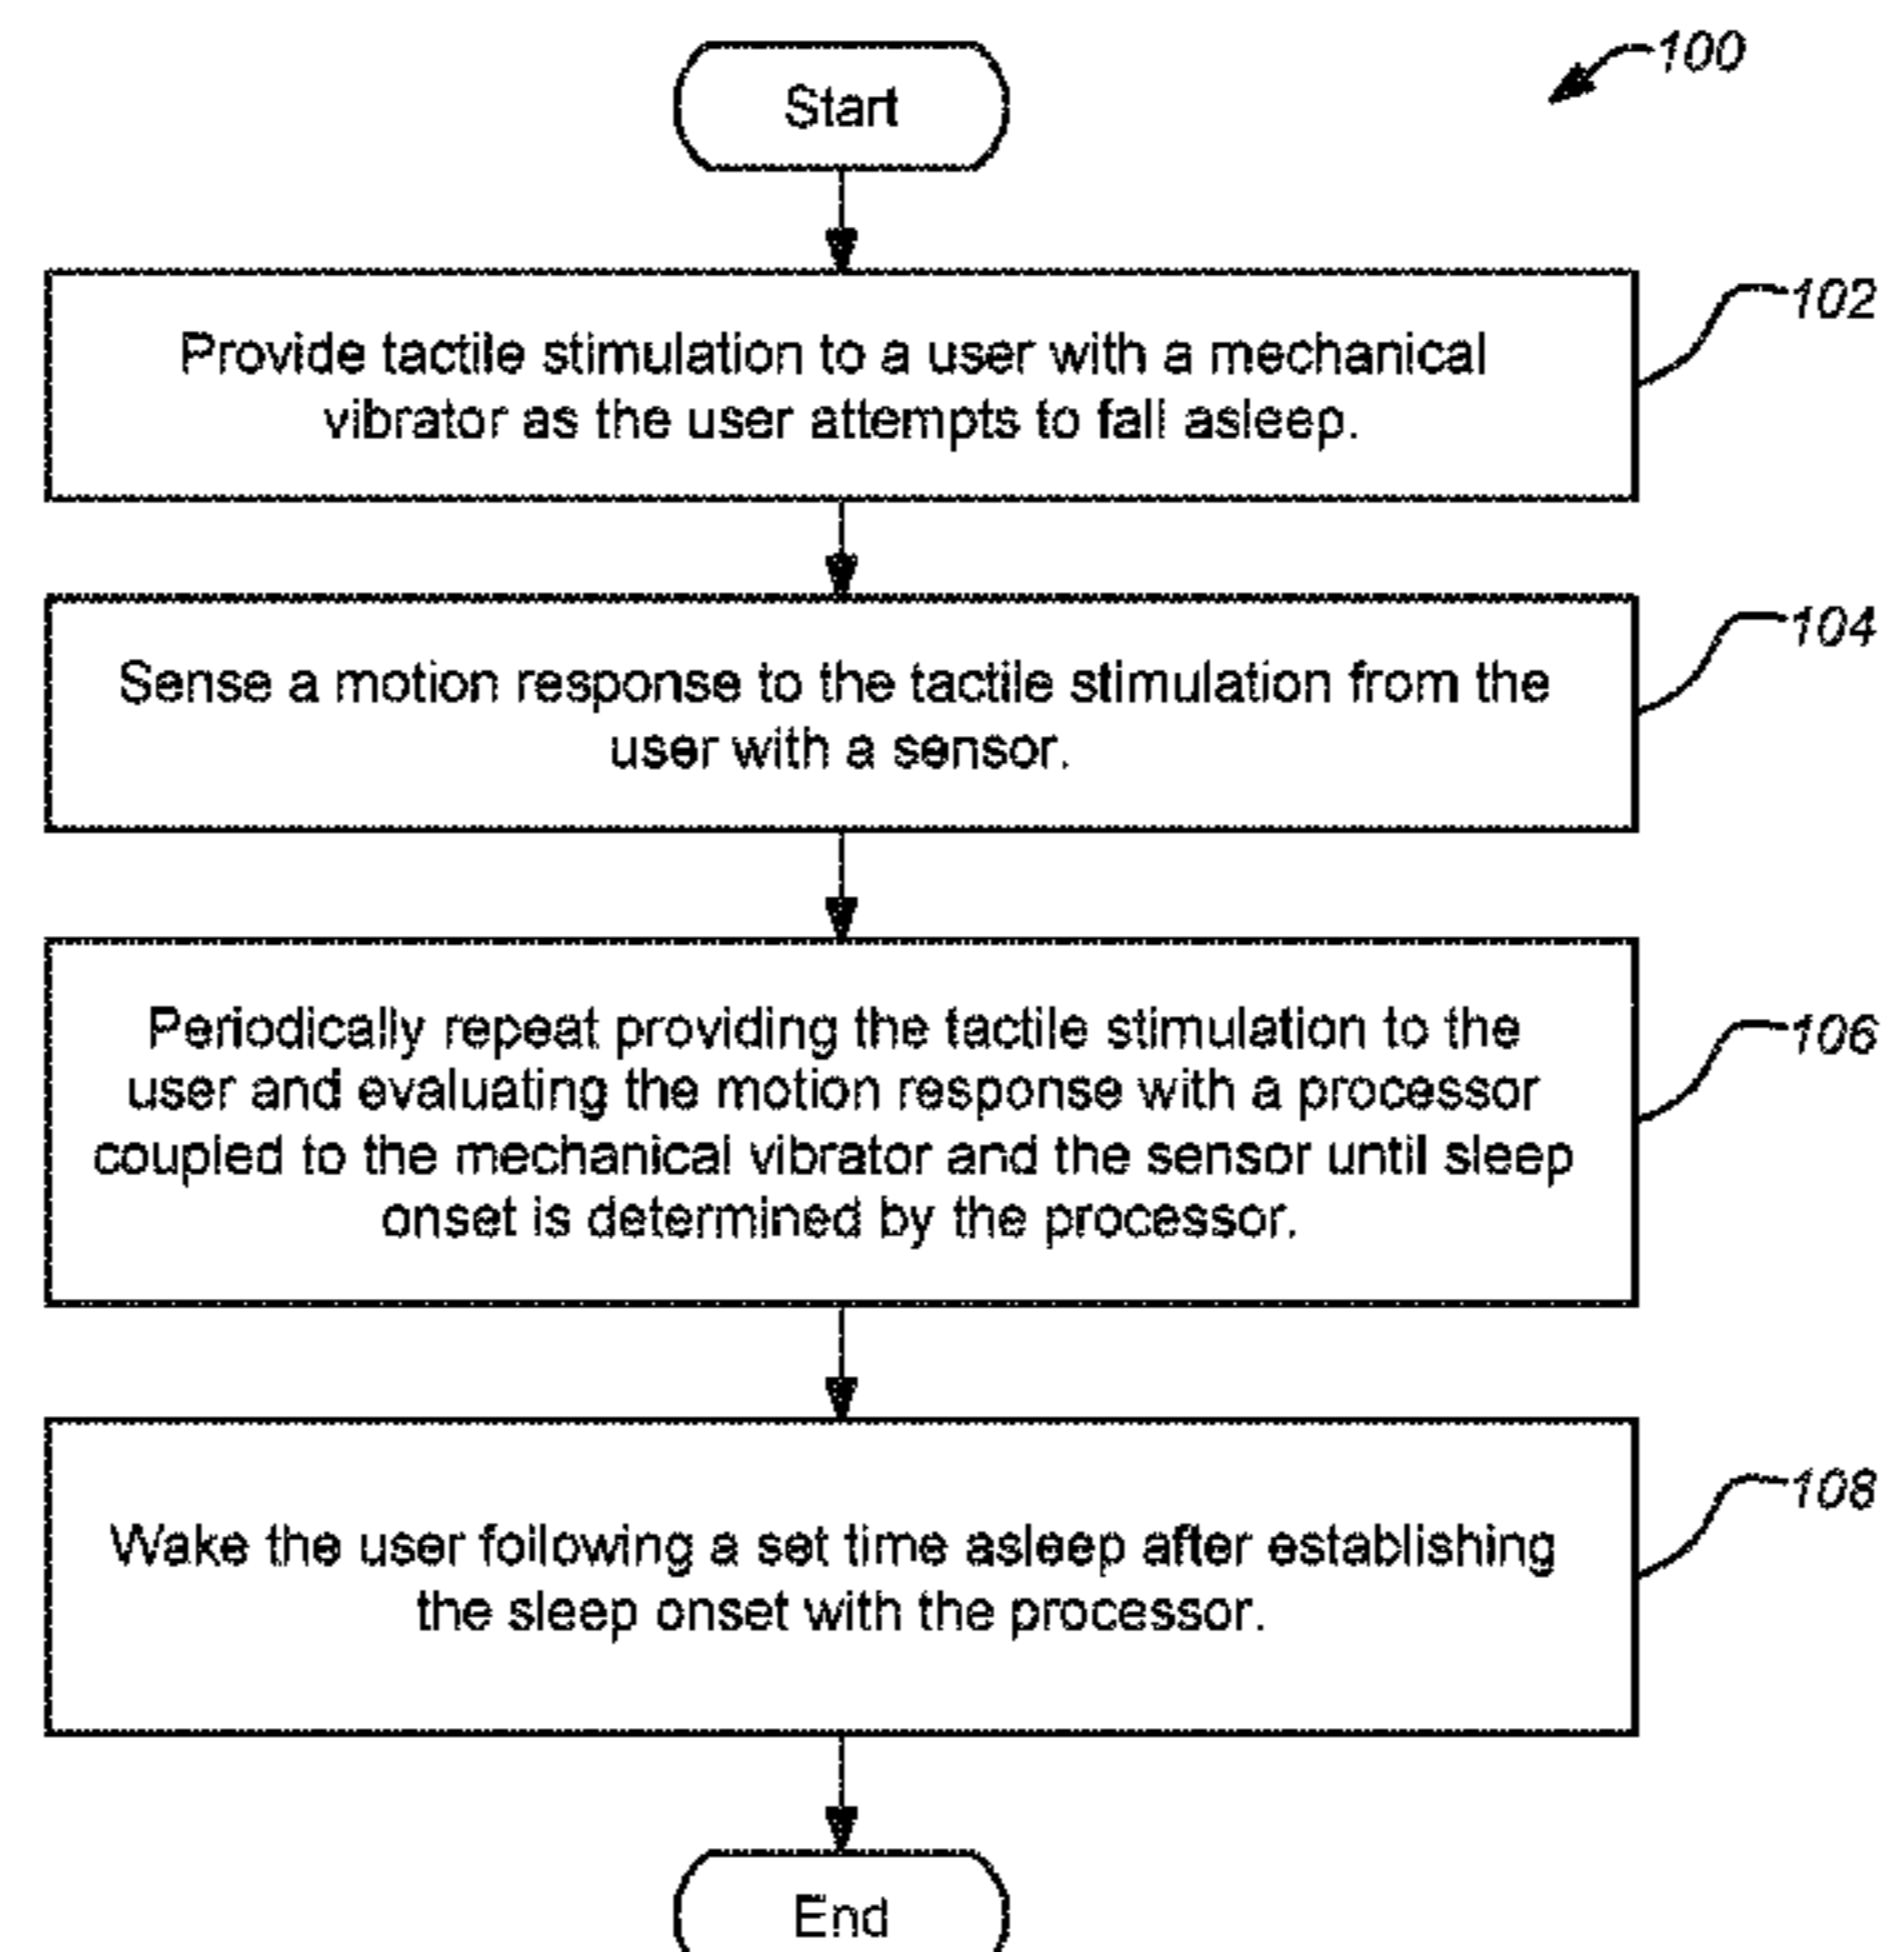 Start
100
Provide tactile stimulation to a user with a mechanical
vibrator as the user attempts to fall asleep.
102
Sense a motion response to the tactile stimulation from the
user with a sensor.
104
Periodically repeat providing the tactile stimulation to the
user and evaluating the motion response with a processor
coupled to the mechanical vibrator and the sensor until sleep
onset is determined by the processor.
106
Wake the user following a set time asleep after establishing
the sleep onset with the processor.
108
End